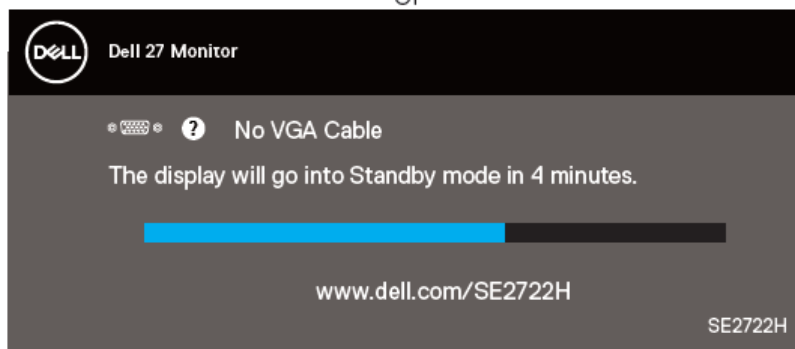 or
DELL
Dell 27 Monitor
? No VGA Cable
The display will go into Standby mode in 4 minutes.
www.dell.com/SE2722H
SE2722H